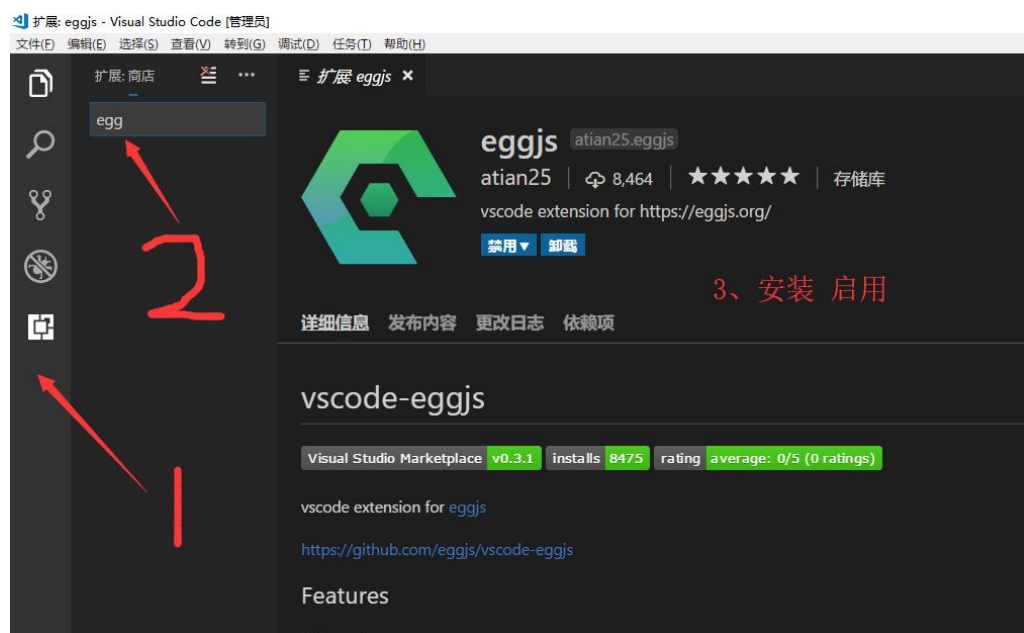 扩展: eggjs - Visual Studio Code [管理员]
文件(F) 编辑(E) 选择(S) 查看(V) 转到(G) 调试(D) 任务(T) 帮助(H)
扩展: 商店
扩展 eggjs
egg
eggjs atian25.eggjs
atian25 8,464 存储库
vscode extension for https://eggjs.org/
禁用 卸载
2
3、安装 启用
详细信息 发布内容 更改日志 依赖项
vscode-eggjs
Visual Studio Marketplace v0.3.1 installs 8475 rating average: 0/5 (0 ratings)
1
vscode extension for eggjs
https://github.com/eggjs/vscode-eggjs
Features